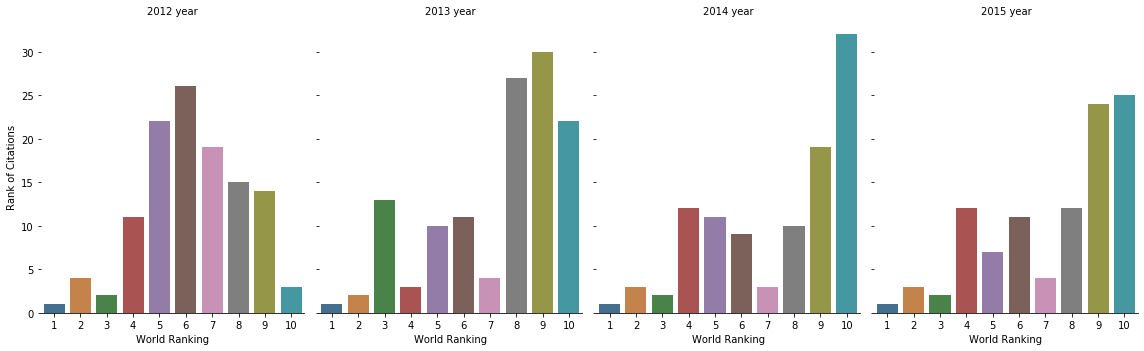 2012 year
2013 year
2014 year
2015 year
Rank of Citations
30
25
20
15
10
5
0
1 2 3 4 5 6 7 8 9 10
1 2 3 4 5 6 7 8 9 10
1 2 3 4 5 6 7 8 9 10
1 2 3 4 5 6 7 8 9 10
World Ranking
World Ranking
World Ranking
World Ranking